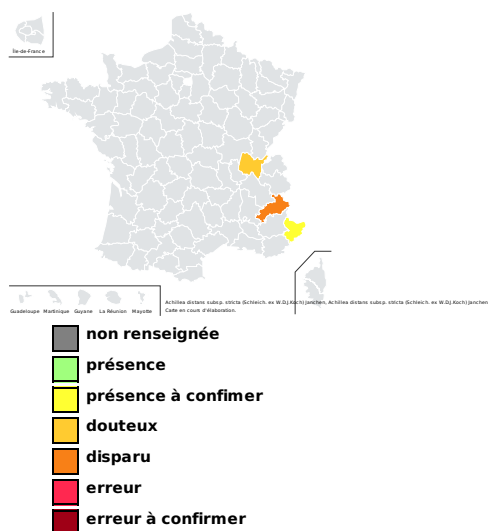 Île-de-France
Guadeloupe Martinique Guyane La Réunion Mayotte
Achillea distans subsp. stricta (Schleich. ex W.D.J.Koch) Janchen, Achillea distans subsp. stricta (Schleich. ex W.D.J.Koch) Janchen
Carte en cours d'élaboration.
non renseignée
présence
présence à confimer
douteux
disparu
erreur
erreur à confirmer